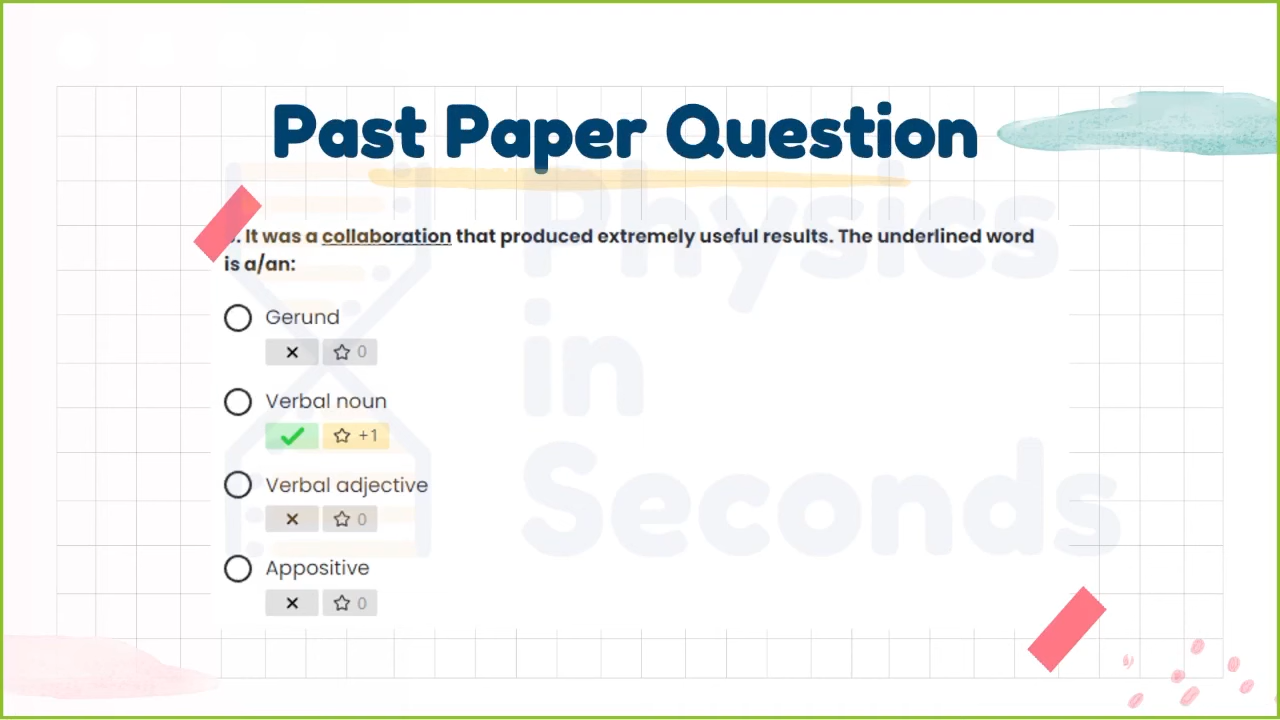 Past Paper Question
. It was a collaboration that produced extremely useful results. The underlined word
is a/an:
Gerund
0
Verbal noun
+1
Verbal adjective
0
Appositive
0
Physics
in
Seconds